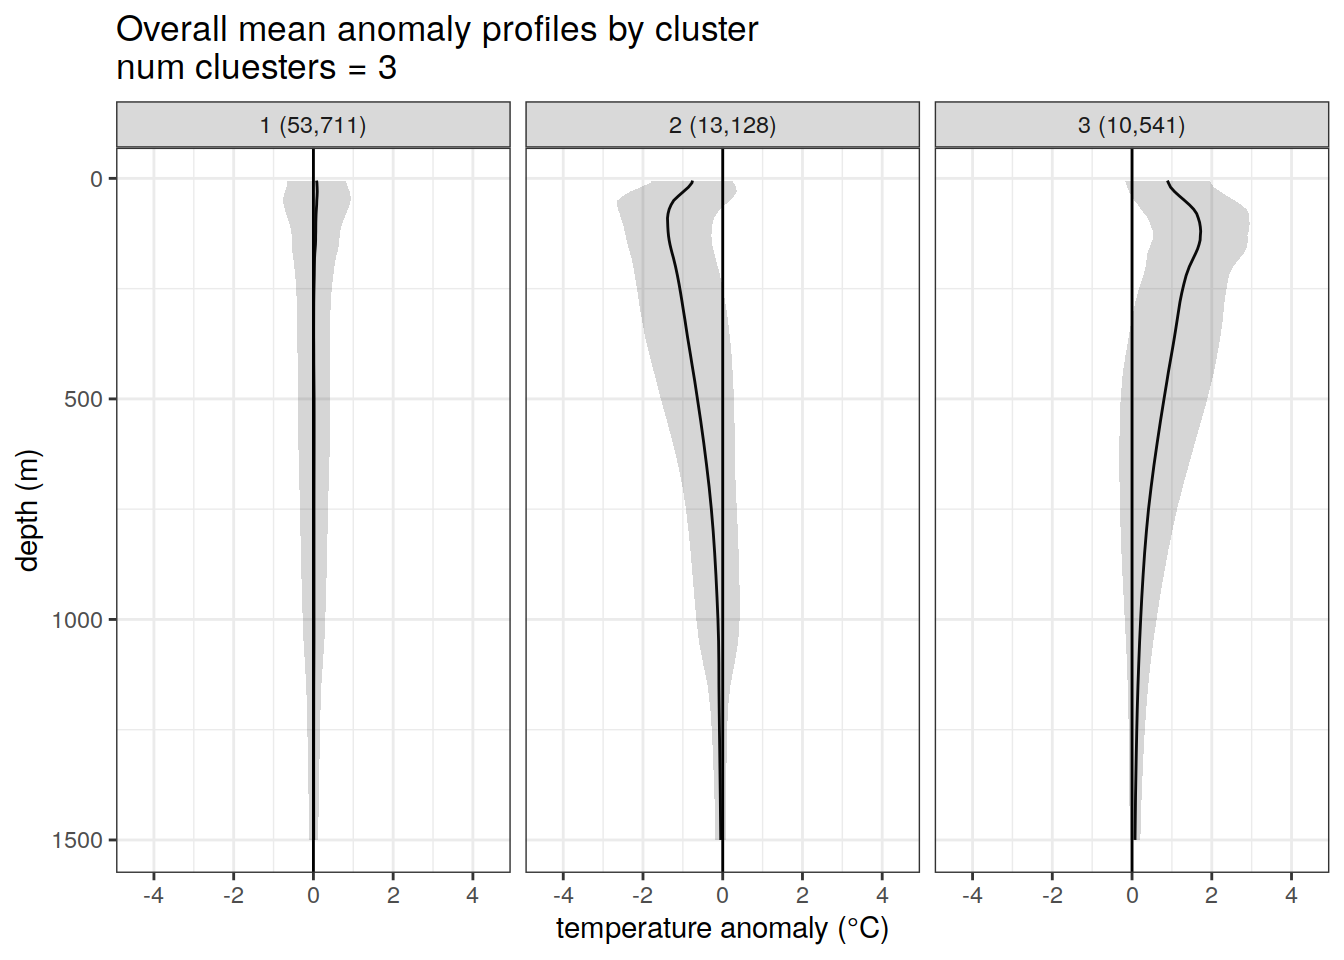 Overall mean anomaly profiles by cluster
num cluesters = 3
1 (53,711)
2 (13,128)
3 (10,541)
0
500
1000
1500
depth (m)
-4 -2 0 2 4
-4 -2 0 2 4
-4 -2 0 2 4
temperature anomaly (°C)